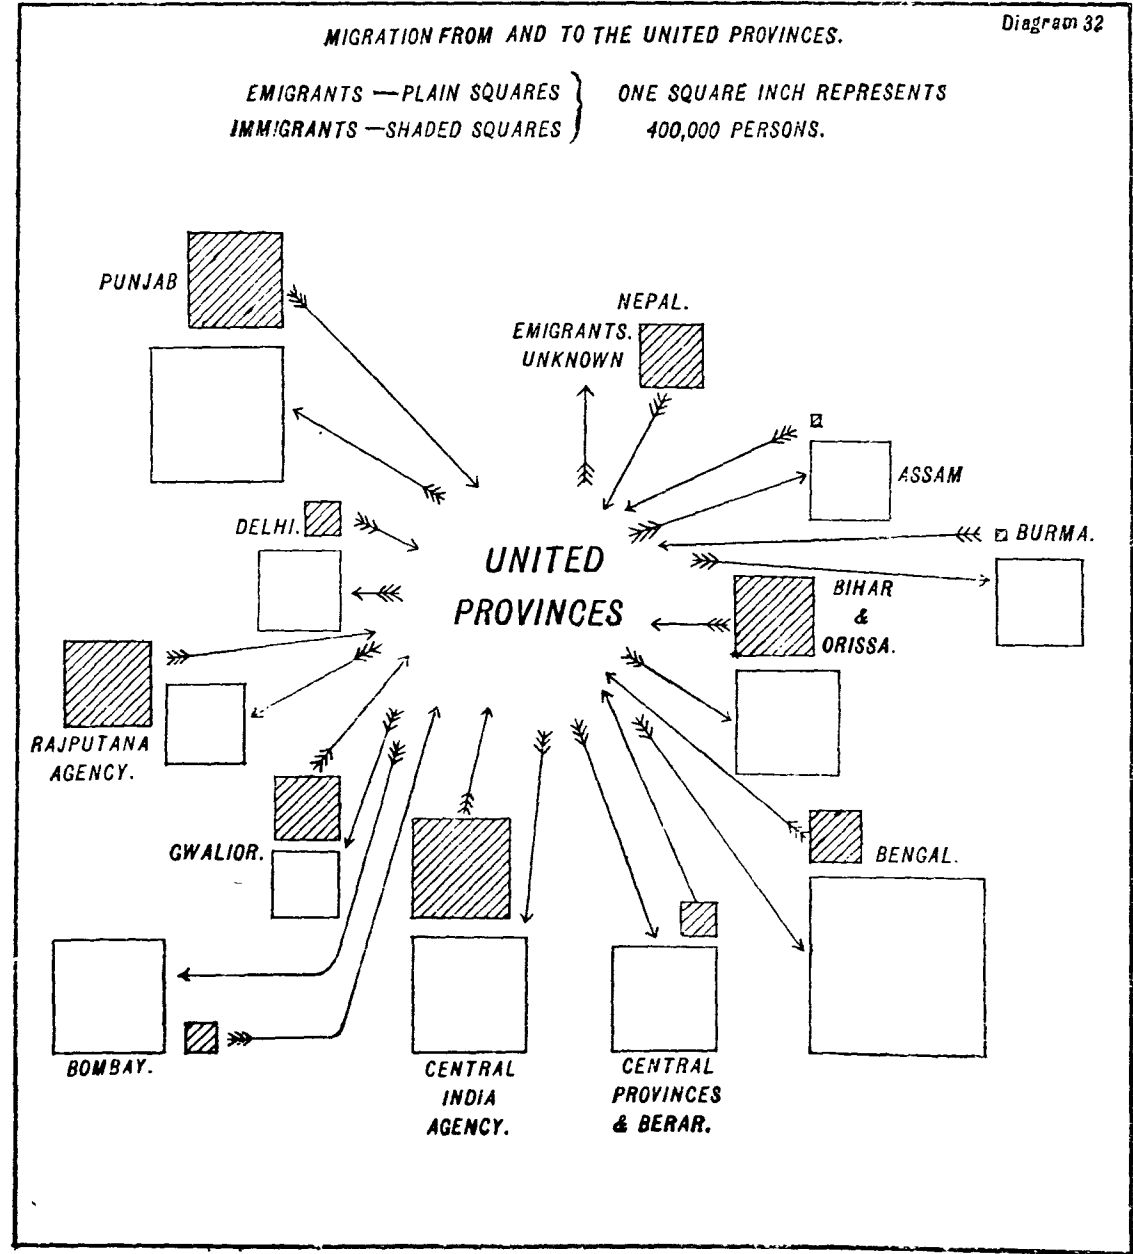 Diagram 32
MIGRATION FROM AND TO THE UNITED PROVINCES.
EMIGRANTS — PLAIN SQUARES
IMMIGRANTS — SHADED SQUARES
ONE SQUARE INCH REPRESENTS
400,000 PERSONS.
PUNJAB
NEPAL.
EMIGRANTS.
UNKNOWN
ASSAM
DELHI.
BURMA.
UNITED
PROVINCES
BIHAR
&
ORISSA.
RAJPUTANA
AGENCY.
GWALIOR.
BENGAL.
BOMBAY.
CENTRAL
INDIA
AGENCY.
CENTRAL
PROVINCES
& BERAR.